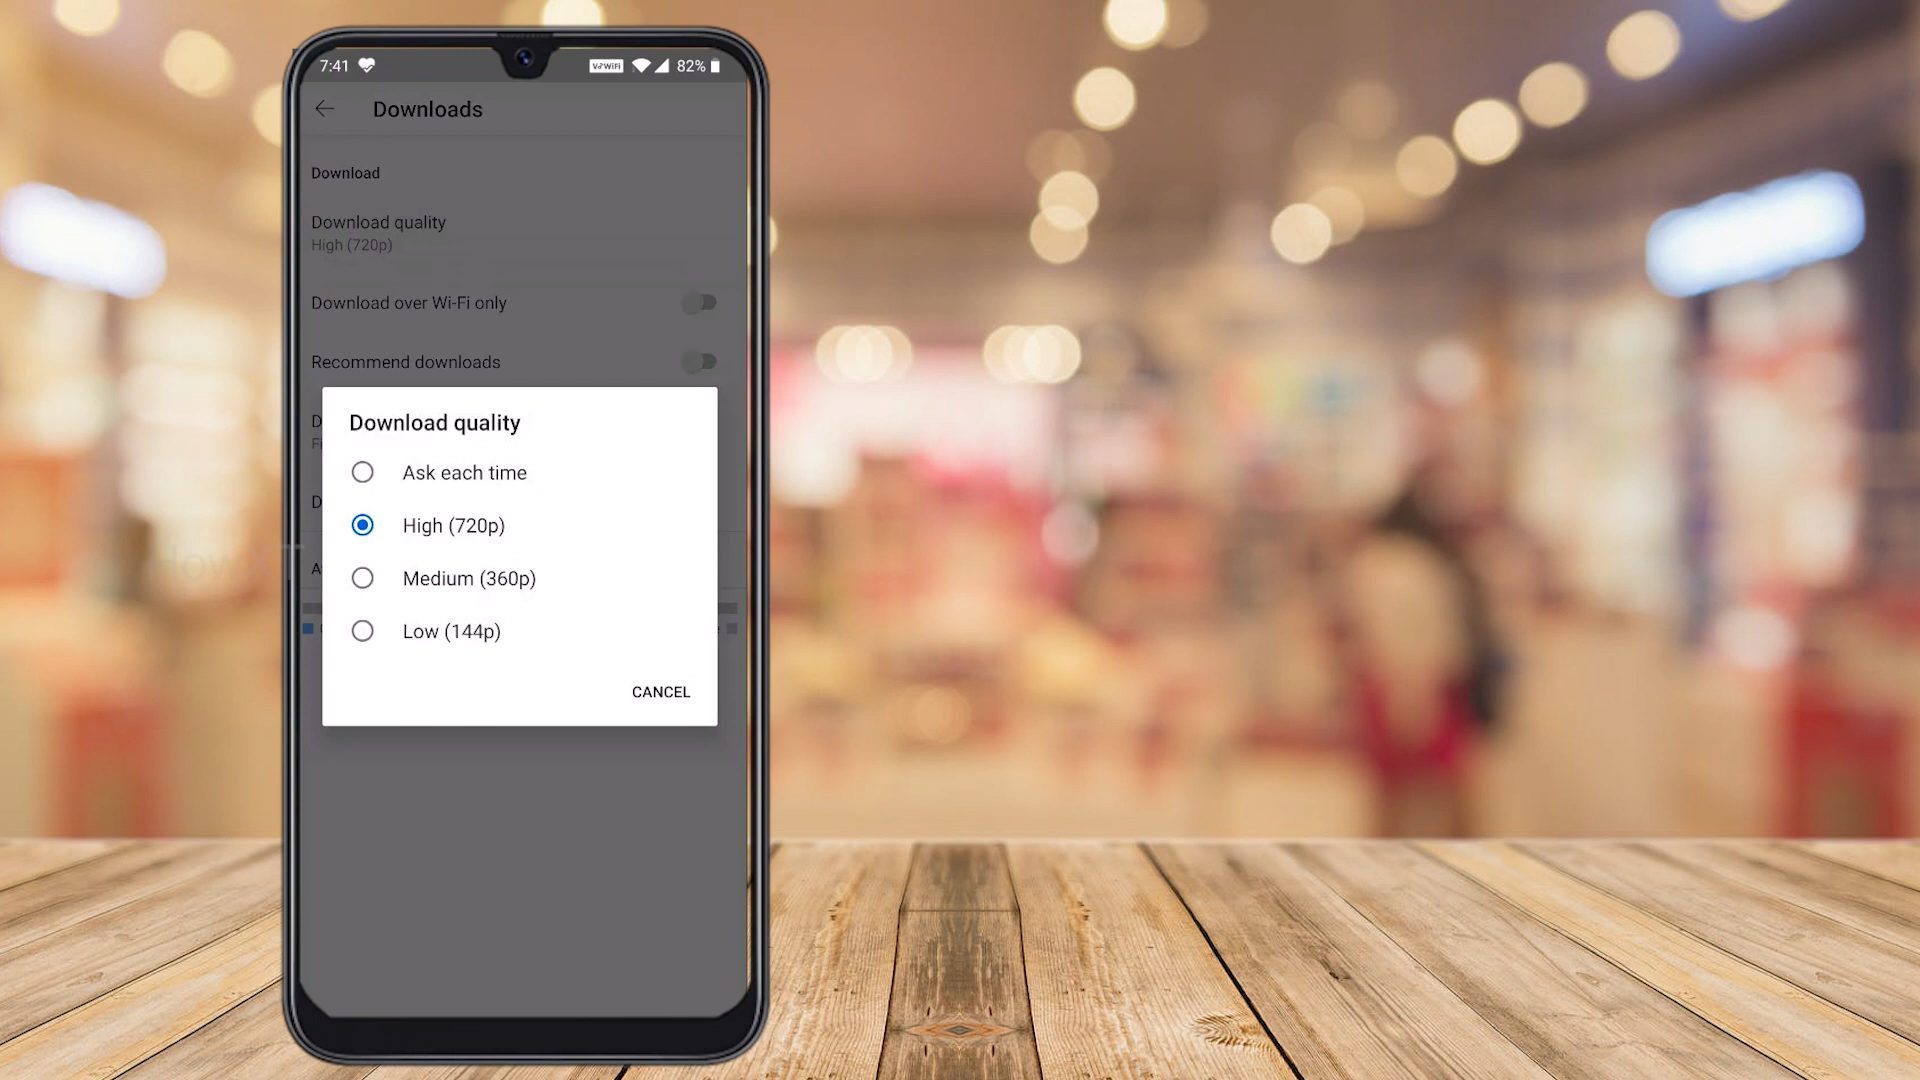 7:41 VoWiFi 82%
Downloads
Download
Download quality
High (720p)
Download over Wi-Fi only
Recommend downloads
Download quality
Ask each time
High (720p)
Medium (360p)
Low (144p)
CANCEL